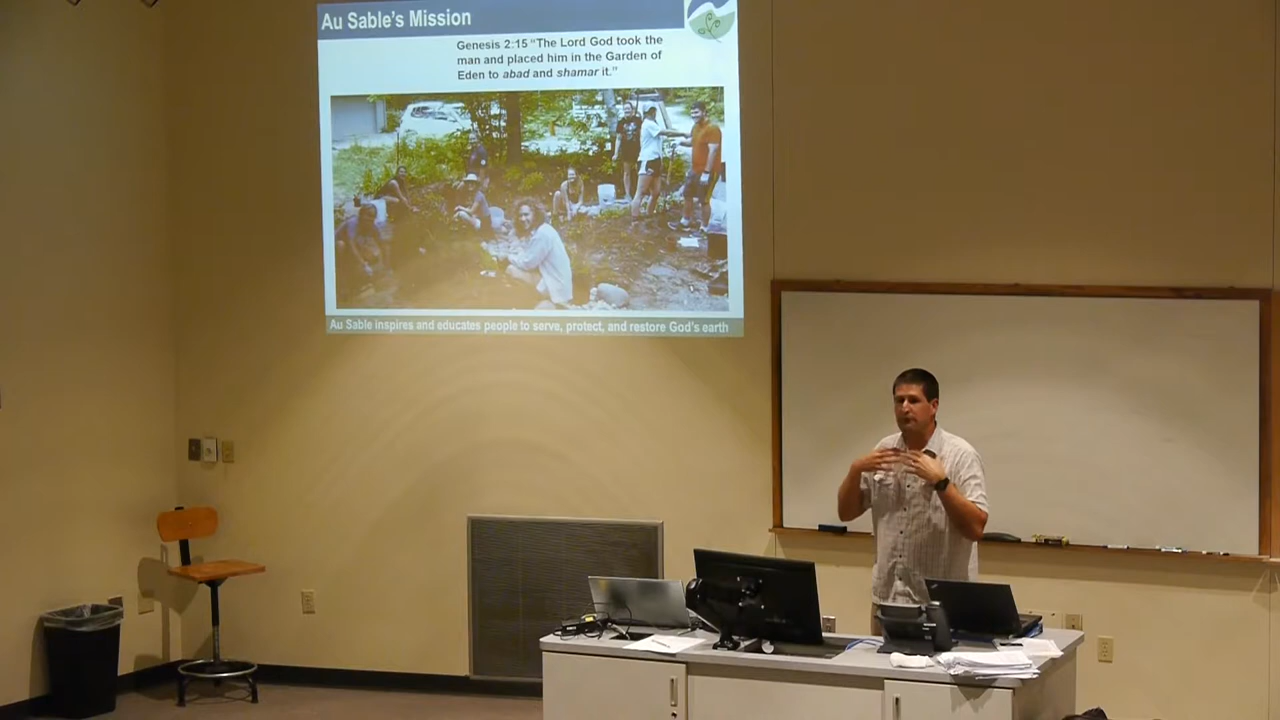 Au Sable's Mission
Genesis 2:15 "The Lord God took the
man and placed him in the Garden of
Eden to abad and shamar it."
Au Sable inspires and educates people to serve, protect, and restore God's earth